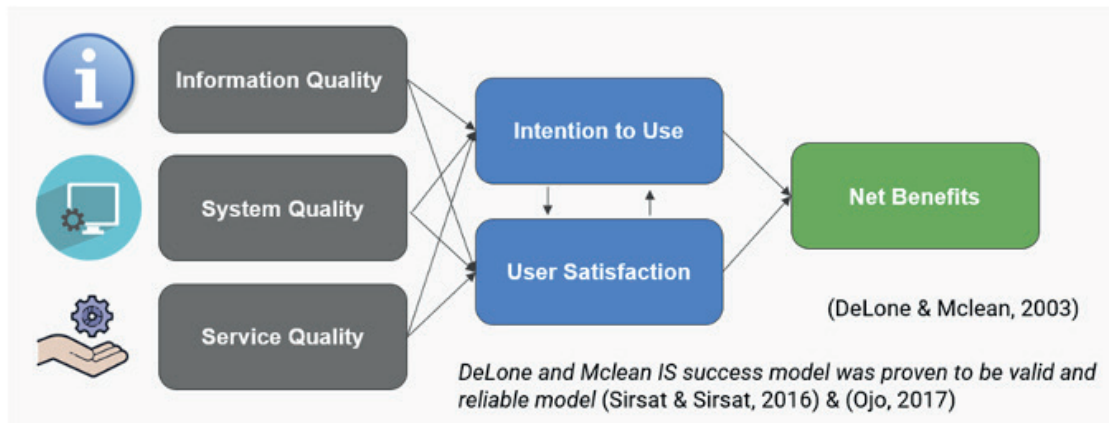 Information Quality
Intention to Use
System Quality
Net Benefits
User Satisfaction
Service Quality
(DeLone & Mclean, 2003)
DeLone and Mclean IS success model was proven to be valid and
reliable model (Sirsat & Sirsat, 2016) & (Ojo, 2017)